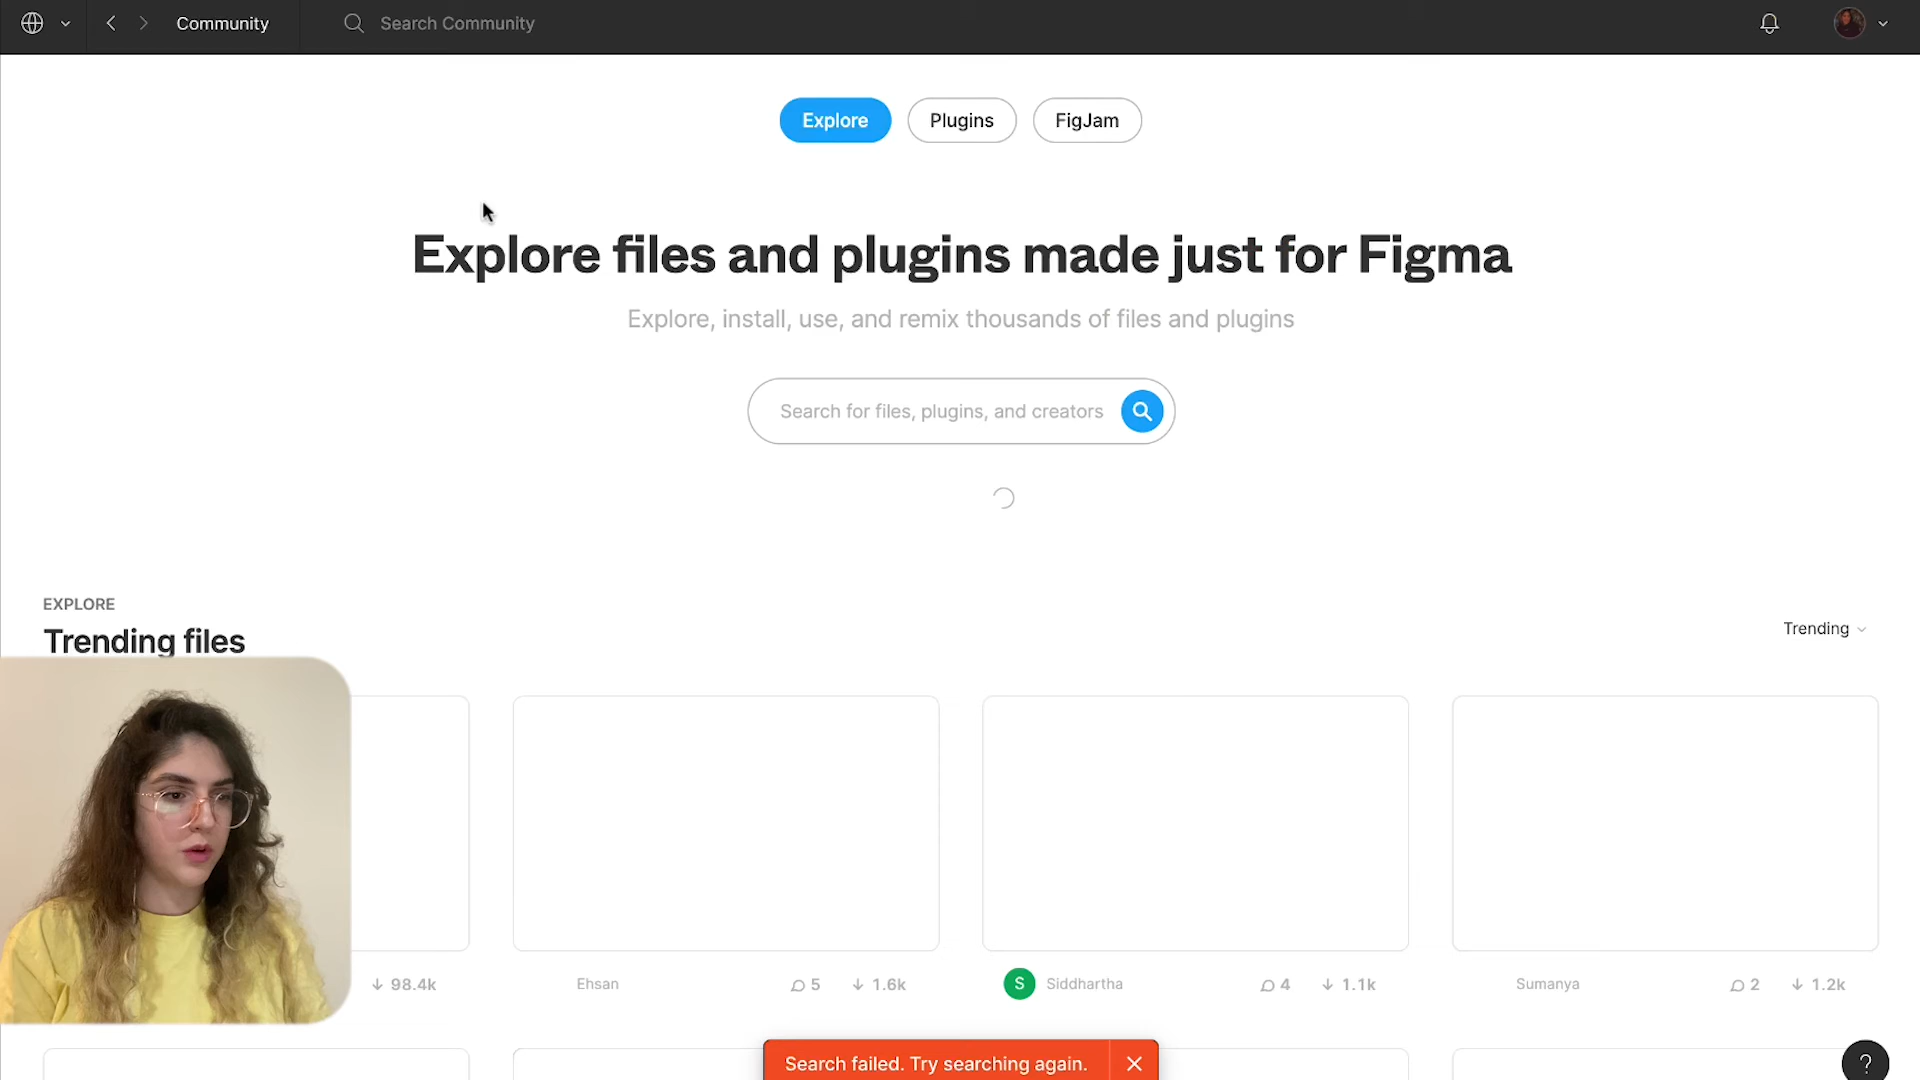 Community
Search Community
Explore
Plugins
FigJam
Explore files and plugins made just for Figma
Explore, install, use, and remix thousands of files and plugins
Search for files, plugins, and creators
EXPLORE
Trending files
Trending
98.4k
Ehsan
5
1.6k
S
Siddhartha
4
1.1k
Sumanya
2
1.2k
Search failed. Try searching again.
?